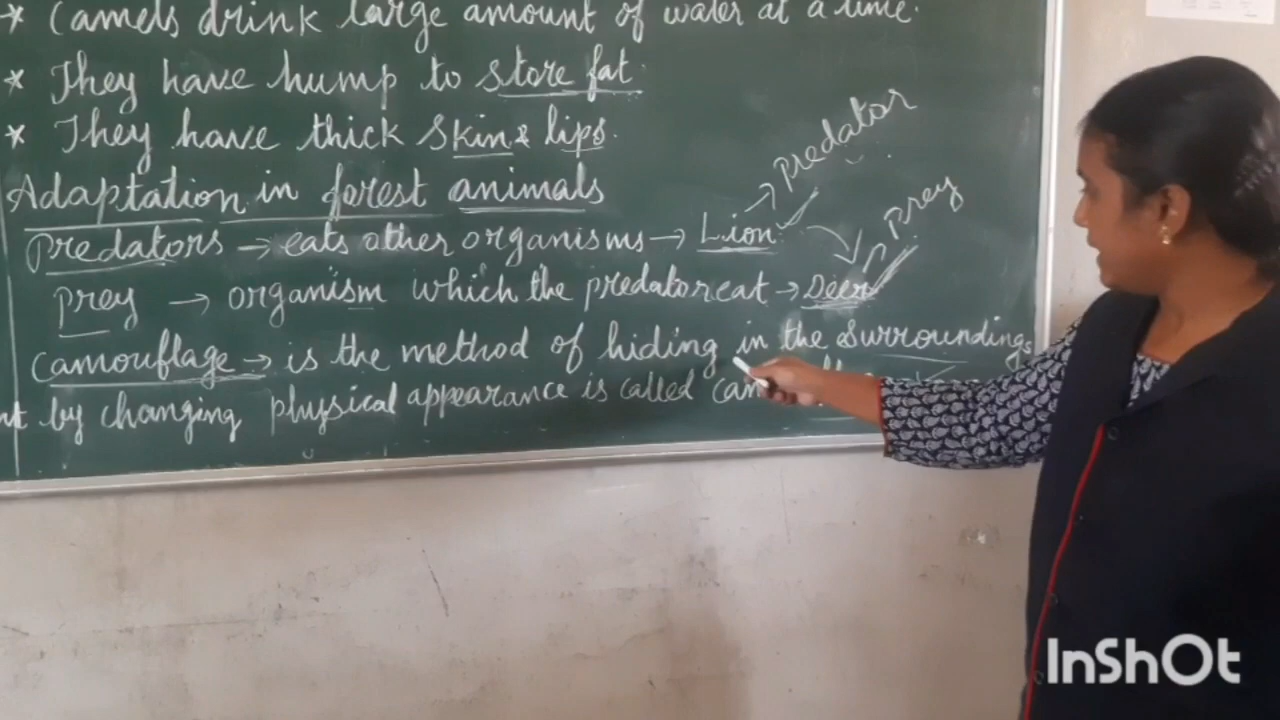 * Camels drink large amount of water at a time.
* They have hump to store fat.
* They have thick skin & lips.
Adaptation in forest animals
Predators → eats other organisms → Lion → predator
prey → organism which the predator eat → Deer → prey
Camouflage → is the method of hiding in the surroundings
by changing physical appearance is called
InShOt